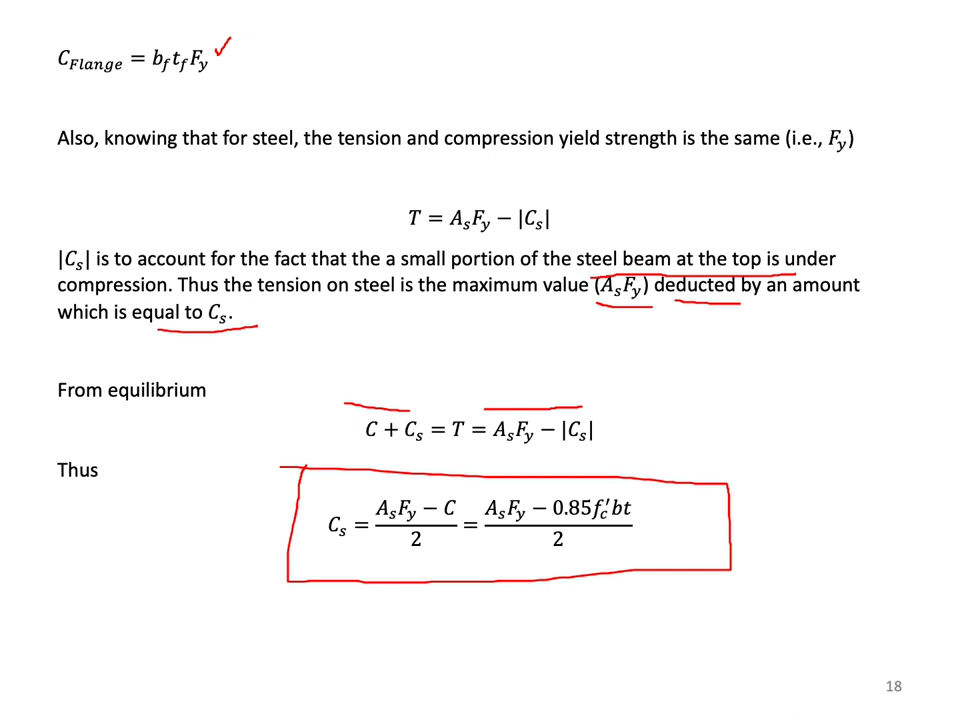 C_Flange = b_f t_f F_y
Also, knowing that for steel, the tension and compression yield strength is the same (i.e., F_y)
T = A_s F_y − |C_s|
|C_s| is to account for the fact that the a small portion of the steel beam at the top is under
compression. Thus the tension on steel is the maximum value (A_s F_y) deducted by an amount
which is equal to C_s.
From equilibrium
C + C_s = T = A_s F_y − |C_s|
Thus
C_s = (A_s F_y − C)/2 = (A_s F_y − 0.85f_c′bt)/2
18